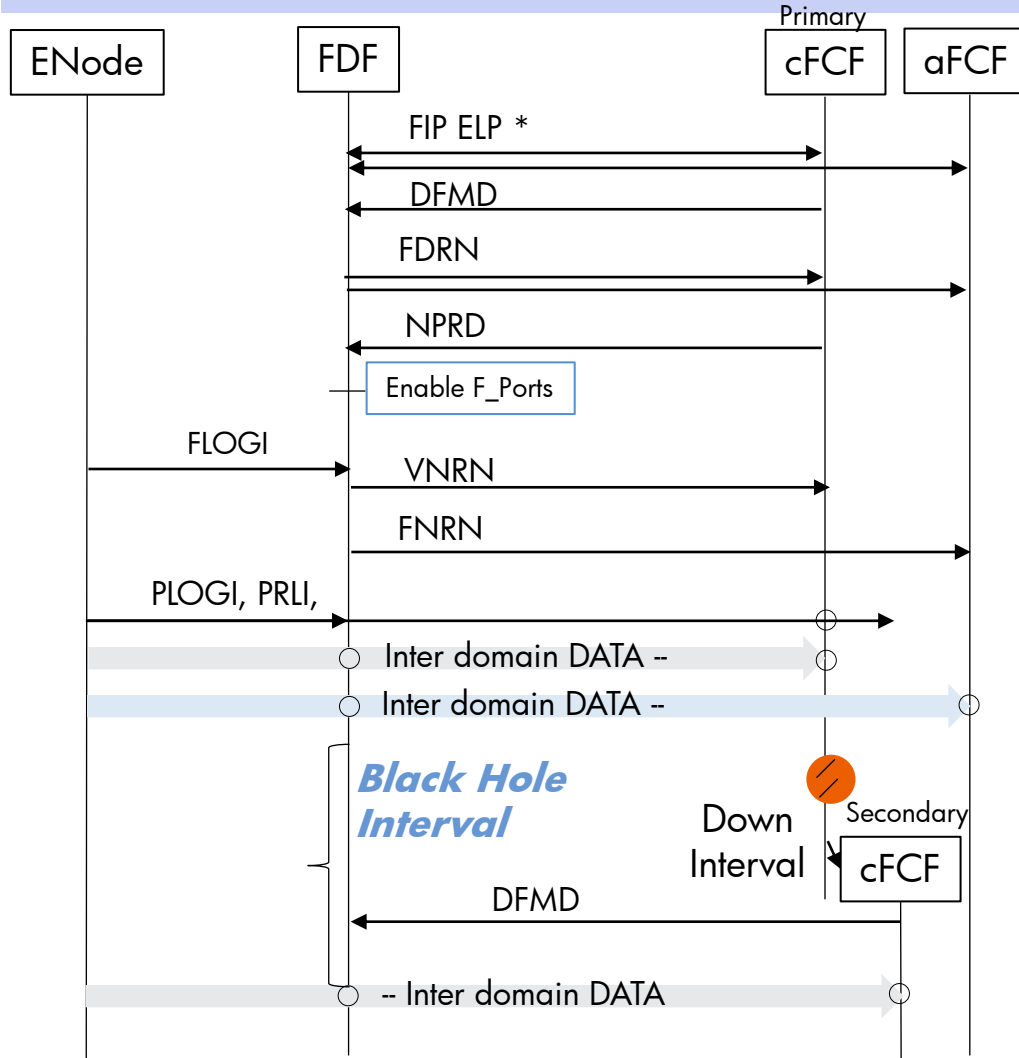 Primary
ENode
FDF
cFCF
aFCF
FIP ELP *
DFMD
FDRN
NPRD
Enable F_Ports
FLOGI
VNRN
FNRN
PLOGI, PRLI,
Inter domain DATA --
Inter domain DATA --
Black Hole
Interval
Down
Interval
Secondary
cFCF
DFMD
-- Inter domain DATA